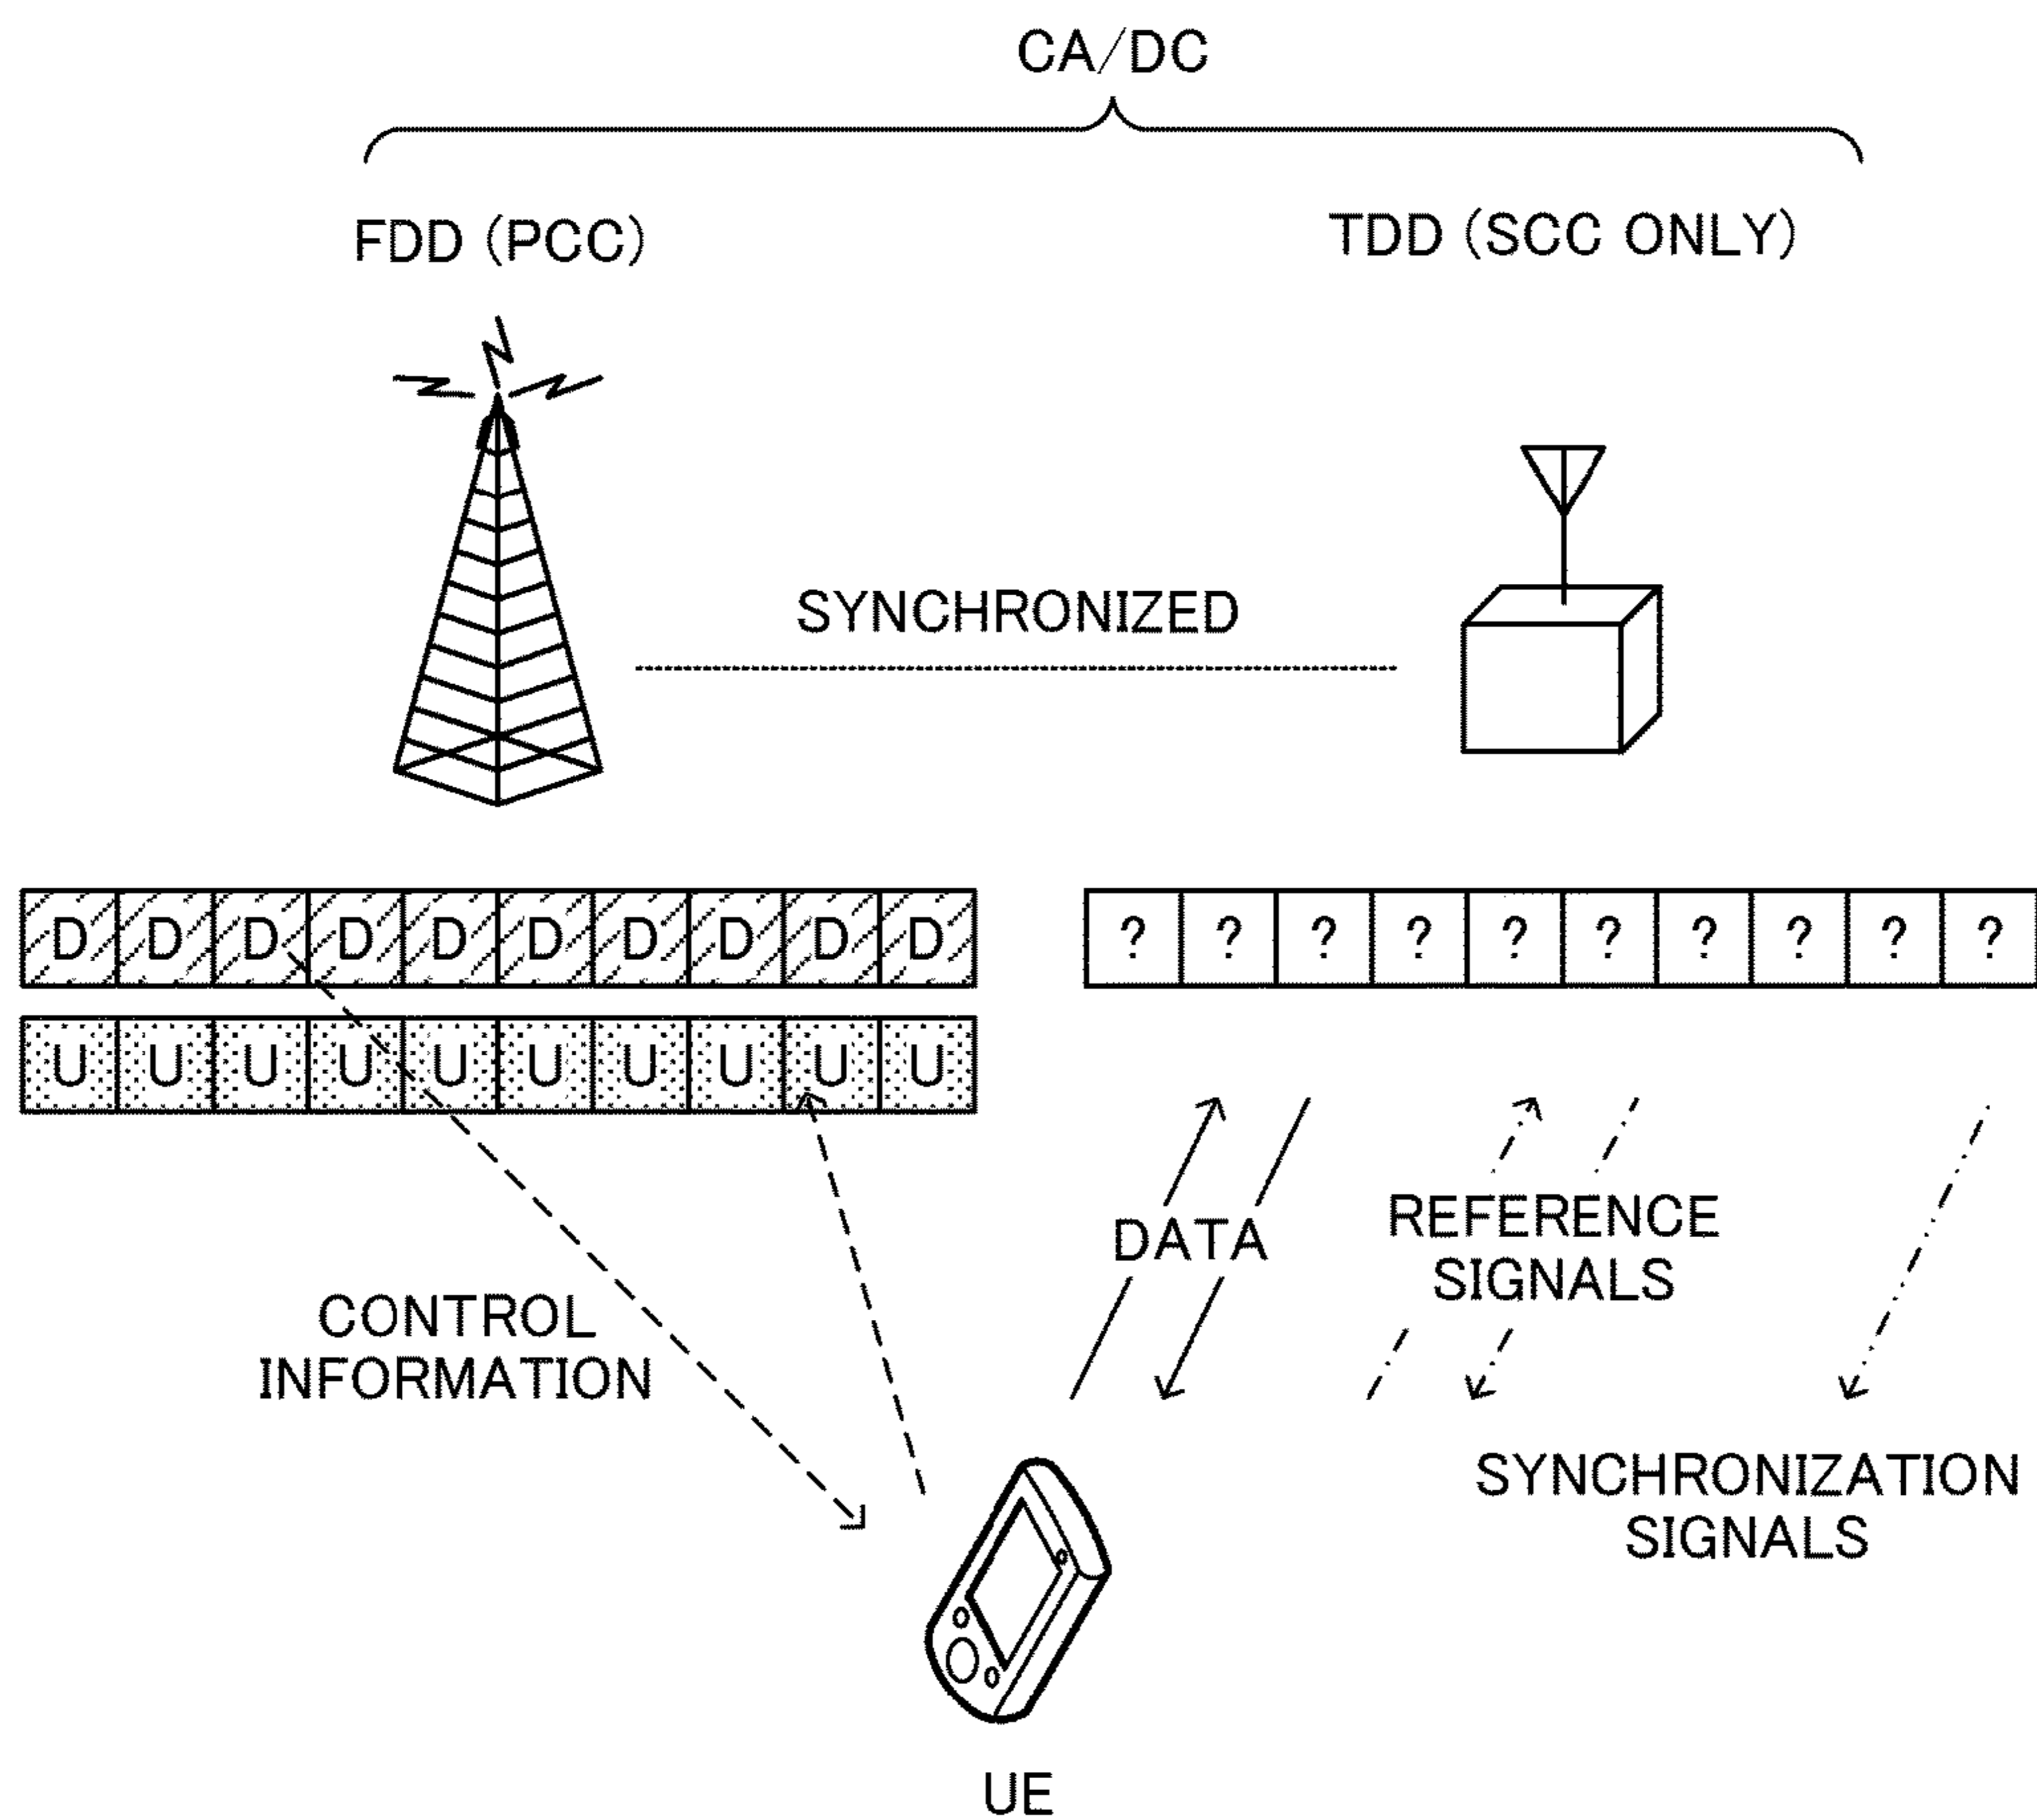 CA/DC
FDD (PCC)
TDD (SCC ONLY)
SYNCHRONIZED
D D D D D D D D D D
? ? ? ? ? ? ? ? ? ?
U U U U U U U U U U
DATA
REFERENCE
SIGNALS
CONTROL
INFORMATION
SYNCHRONIZATION
SIGNALS
UE